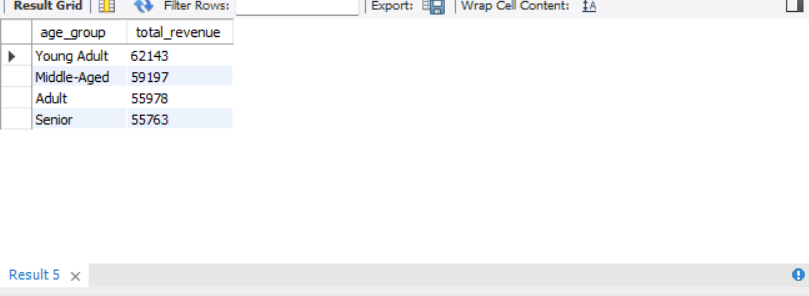 Result Grid Filter Rows: Export: Wrap Cell Content: IA
age_group total_revenue
Young Adult 62143
Middle-Aged 59197
Adult 55978
Senior 55763
Result 5 ×